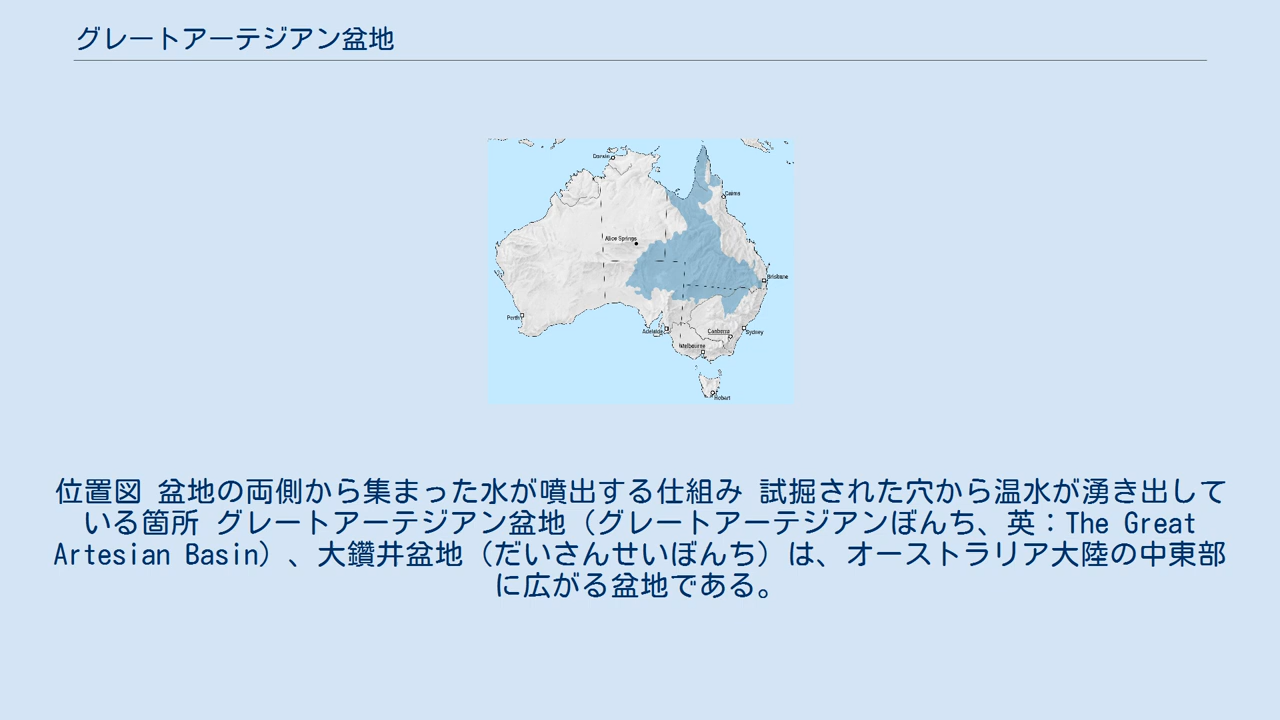 グレートアーテジアン盆地
Darwin
Cairns
Alice Springs
Brisbane
Perth
Adelaide
Canberra
Sydney
Melbourne
Hobart
位置図 盆地の両側から集まった水が噴出する仕組み 試掘された穴から温水が湧き出して
いる箇所 グレートアーテジアン盆地（グレートアーテジアンぼんち、英：The Great
Artesian Basin）、大鑽井盆地（だいさんせいぼんち）は、オーストラリア大陸の中東部
に広がる盆地である。